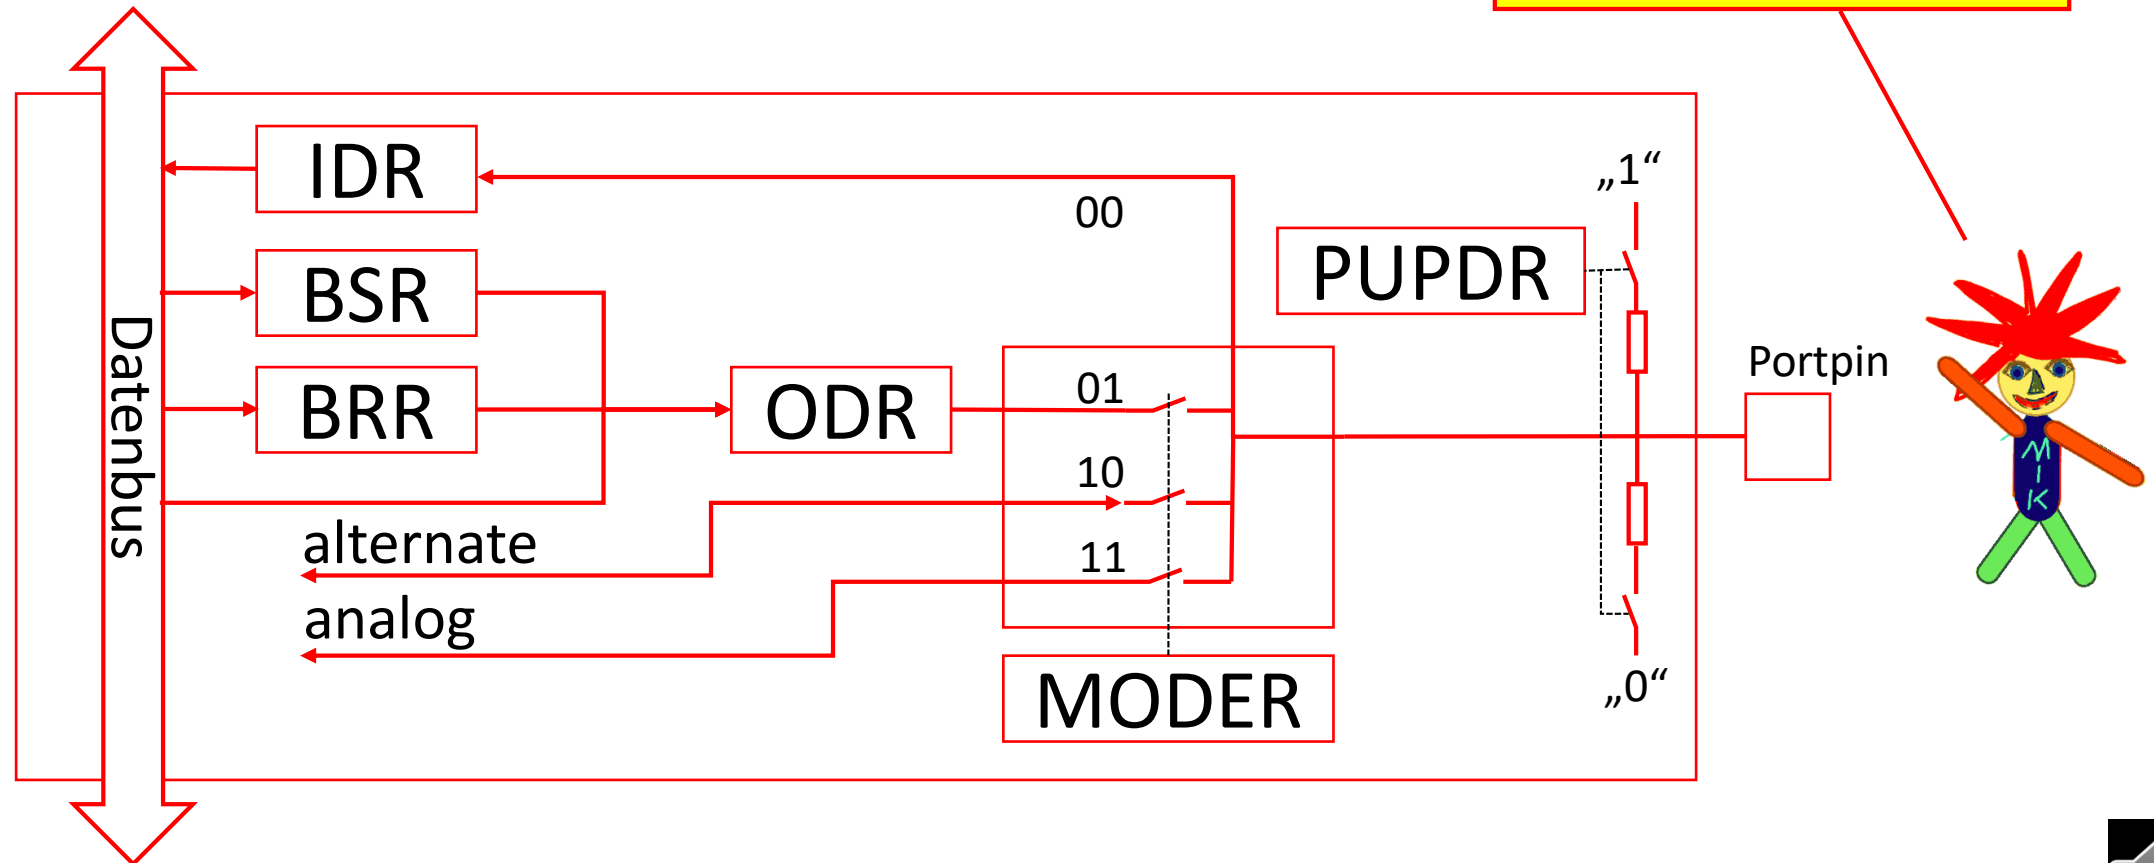 IDR
„1“
00
PUPDR
BSR
Datenbus
Portpin
01
BRR
ODR
MIK
10
alternate
11
analog
MODER
„0“